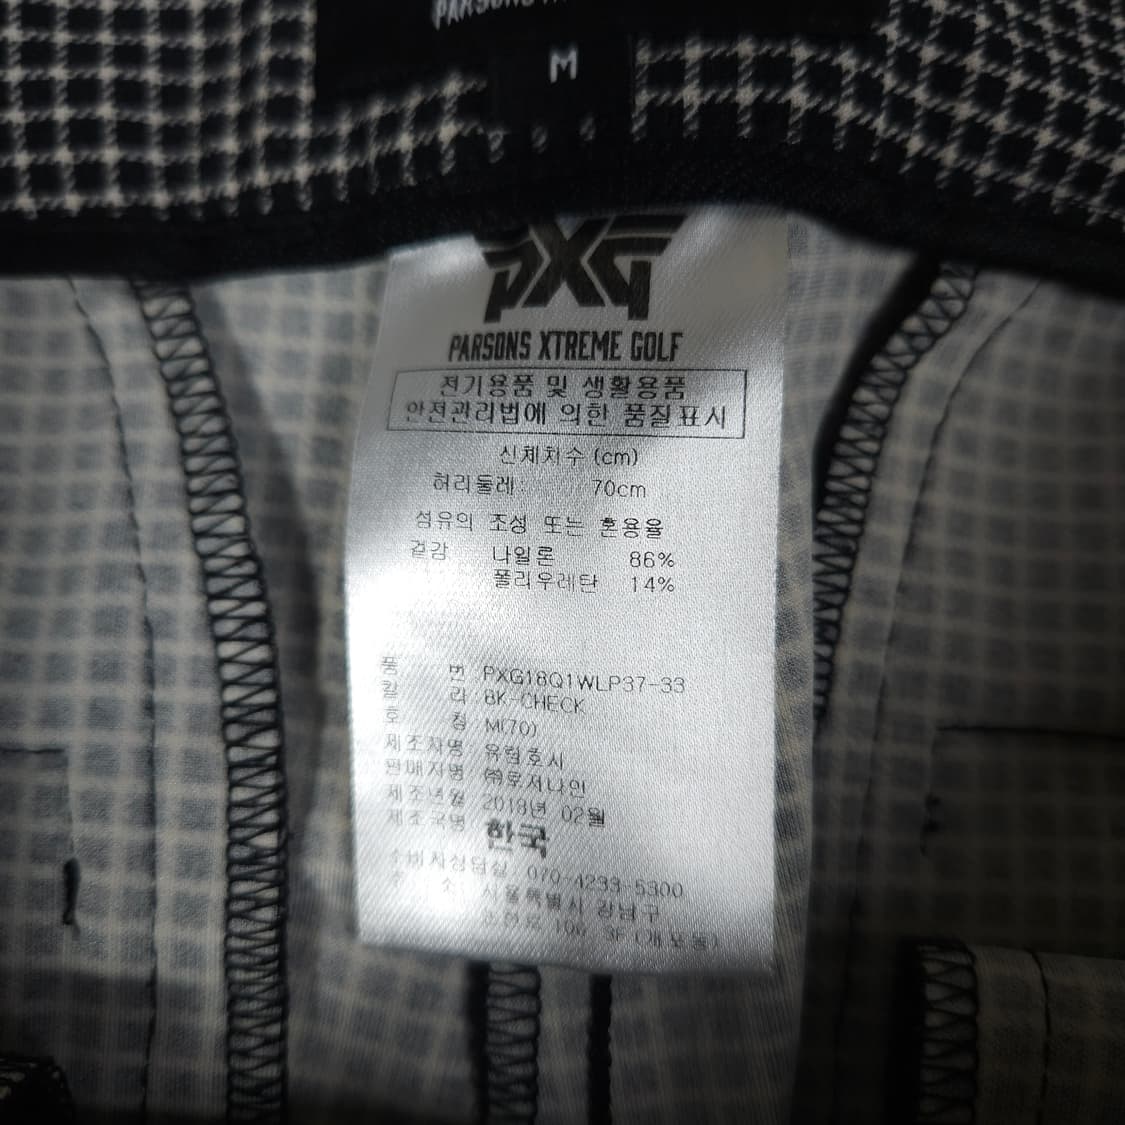 PARSONS
M
PXG
PARSONS XTREME GOLF
전기용품 및 생활용품
안전관리법에 의한 품질표시
신체치수 (cm)
허리둘레: 70cm
섬유의 조성 또는 혼용율
겉감 나일론 86%
폴리우레탄 14%
품 번 PXG18Q1WLP37-33
칼 라 BK-CHECK
호 칭 M(70)
제조자명 유림호시
판매자명 ㈜로저나인
제조년월 2018년 02월
제조국명 한국
소비자상담실: 070-4233-5300
주 소: 서울특별시 강남구
106 3F